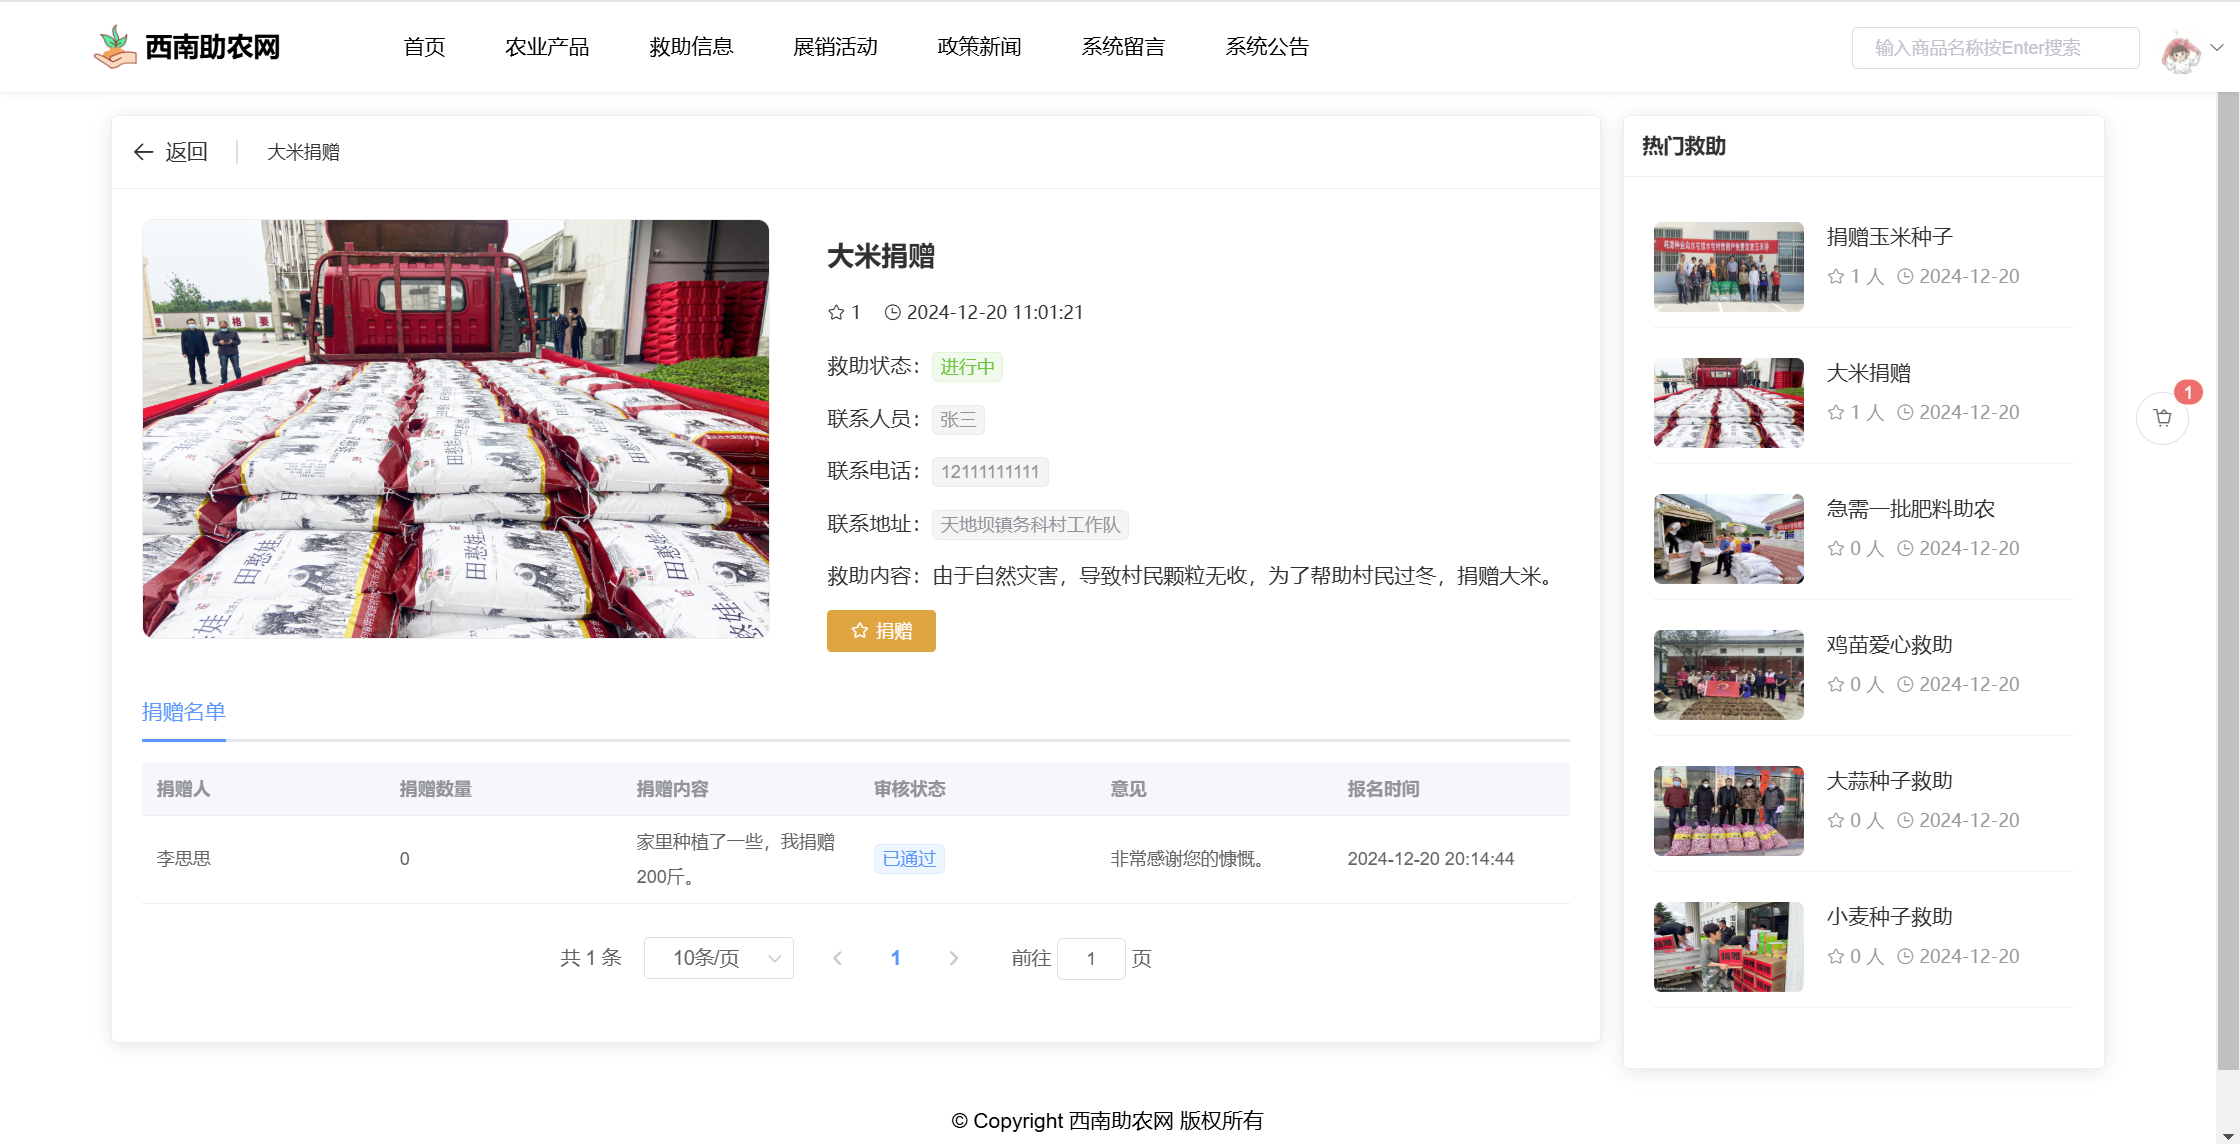 西南助农网
首页
农业产品
救助信息
展销活动
政策新闻
系统留言
系统公告
输入商品名称按Enter搜索
返回
大米捐赠
严格要
田憨娃
大米捐赠
1
2024-12-20 11:01:21
救助状态：
进行中
联系人员：
张三
联系电话：
12111111111
联系地址：
天地坝镇务科村工作队
救助内容：由于自然灾害，导致村民颗粒无收，为了帮助村民过冬，捐赠大米。
捐赠
捐赠名单
捐赠人 捐赠数量 捐赠内容 审核状态 意见 报名时间
李思思 0 家里种植了一些，我捐赠
200斤。
已通过 非常感谢您的慷慨。 2024-12-20 20:14:44
共 1 条
10条/页
1
前往 1 页
热门救助
捐赠玉米种子
1 人 2024-12-20
大米捐赠
1 人 2024-12-20
急需一批肥料助农
0 人 2024-12-20
鸡苗爱心救助
0 人 2024-12-20
大蒜种子救助
0 人 2024-12-20
小麦种子救助
0 人 2024-12-20
1
© Copyright 西南助农网 版权所有